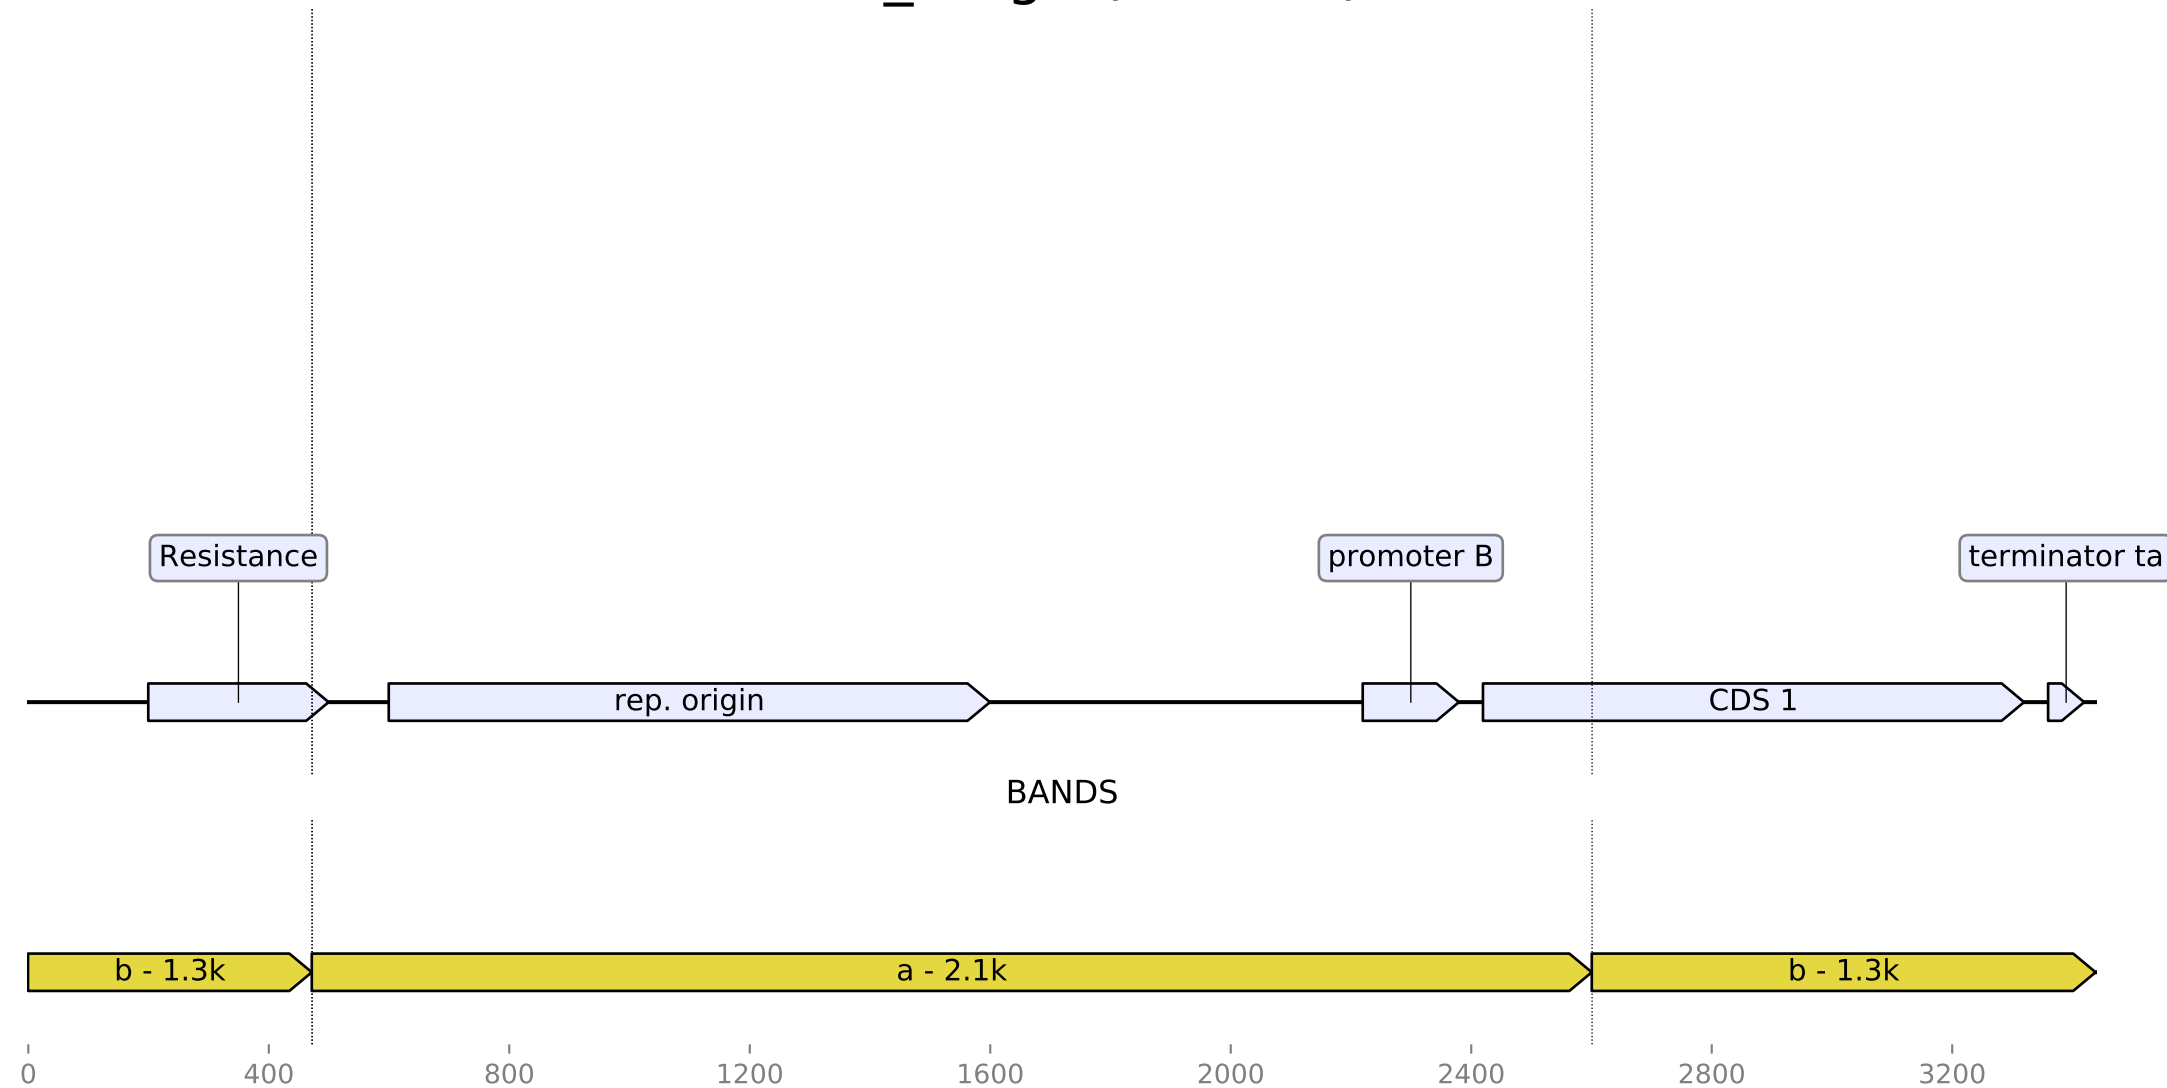 Resistance promoter B terminator ta
rep. origin CDS 1
BANDS
b - 1.3k a - 2.1k b - 1.3k
0 400 800 1200 1600 2000 2400 2800 3200